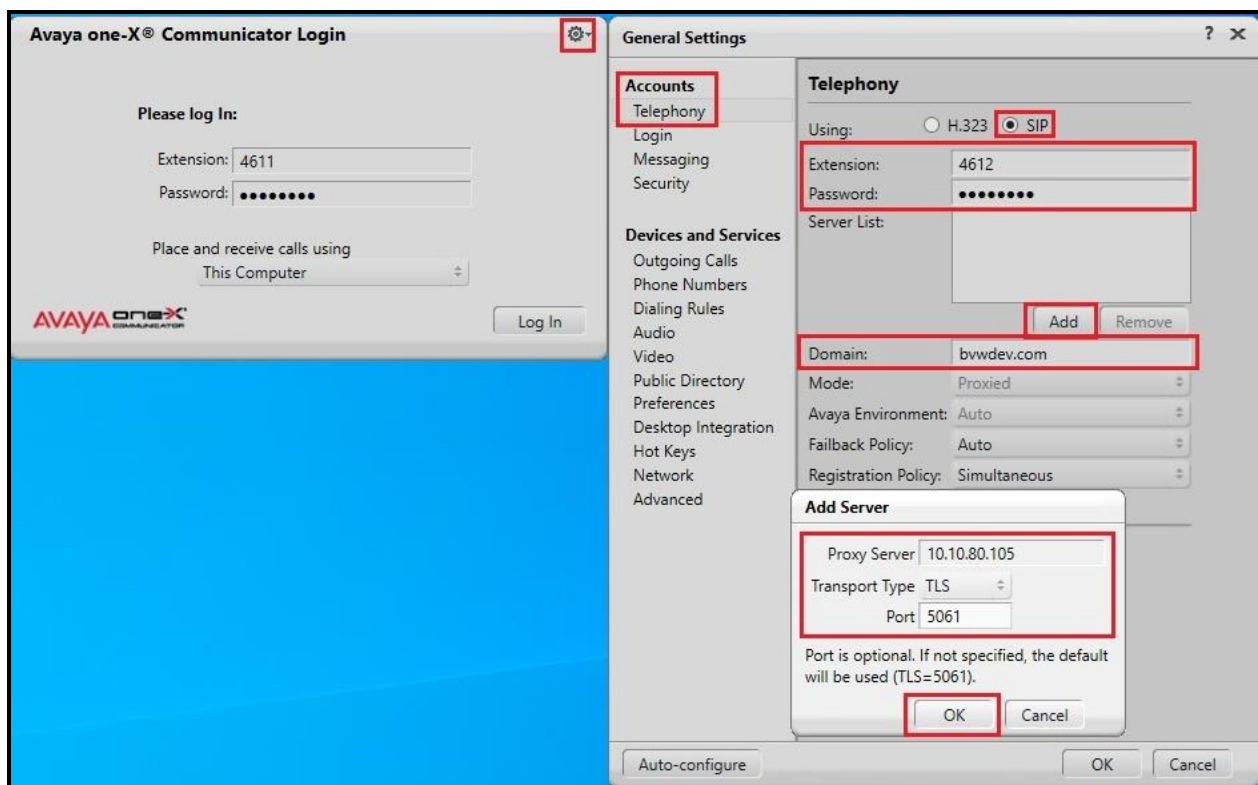 Avaya one-X® Communicator Login
Please log In:
Extension: 4611
Password: ●●●●●●●●
Place and receive calls using
This Computer
AVAYA one-X COMMUNICATOR
Log In
General Settings
? ×
Accounts
Telephony
Login
Messaging
Security
Devices and Services
Outgoing Calls
Phone Numbers
Dialing Rules
Audio
Video
Public Directory
Preferences
Desktop Integration
Hot Keys
Network
Advanced
Telephony
Using: H.323 SIP
Extension: 4612
Password: ●●●●●●●●
Server List:
Add Remove
Domain: bvwdev.com
Mode: Proxied
Avaya Environment: Auto
Failback Policy: Auto
Registration Policy: Simultaneous
Add Server
Proxy Server 10.10.80.105
Transport Type TLS
Port 5061
Port is optional. If not specified, the default
will be used (TLS=5061).
OK Cancel
Auto-configure OK Cancel